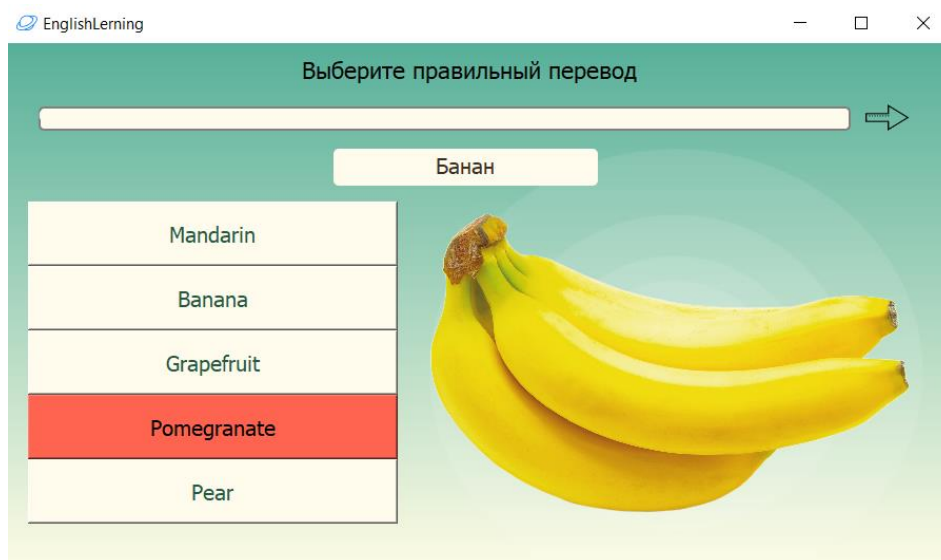 EnglishLerning
Выберите правильный перевод
Банан
Mandarin
Banana
Grapefruit
Pomegranate
Pear